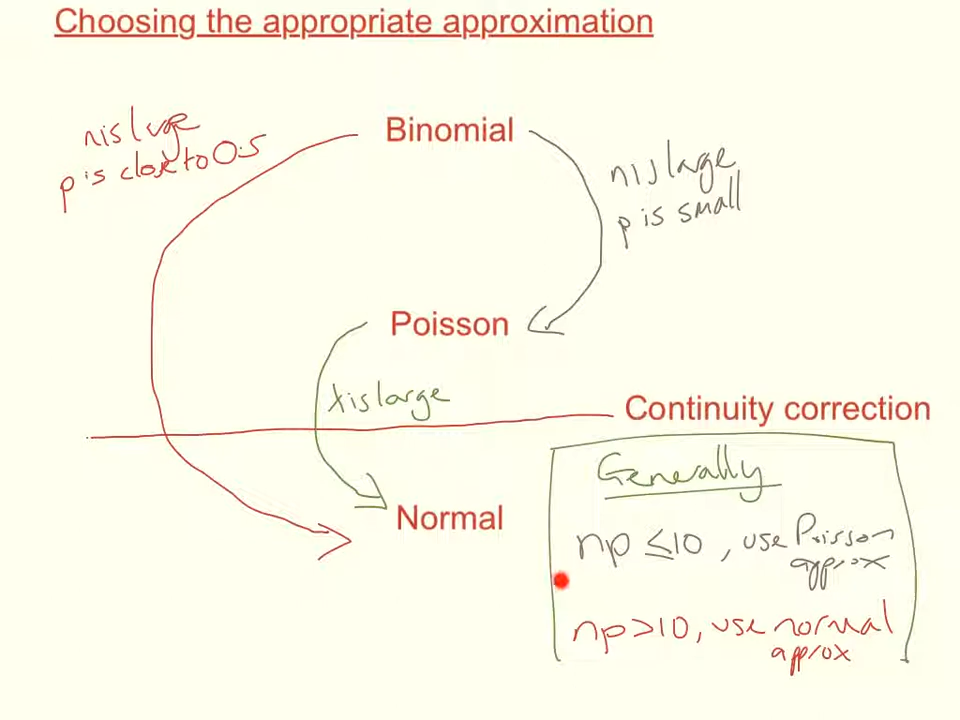 Choosing the appropriate approximation
n is large
p is close to 0.5
Binomial
n is large
p is small
Poisson
λ is large
Continuity correction
Generally
Normal
np ≤10, use Poisson
approx
np>10, use normal
approx